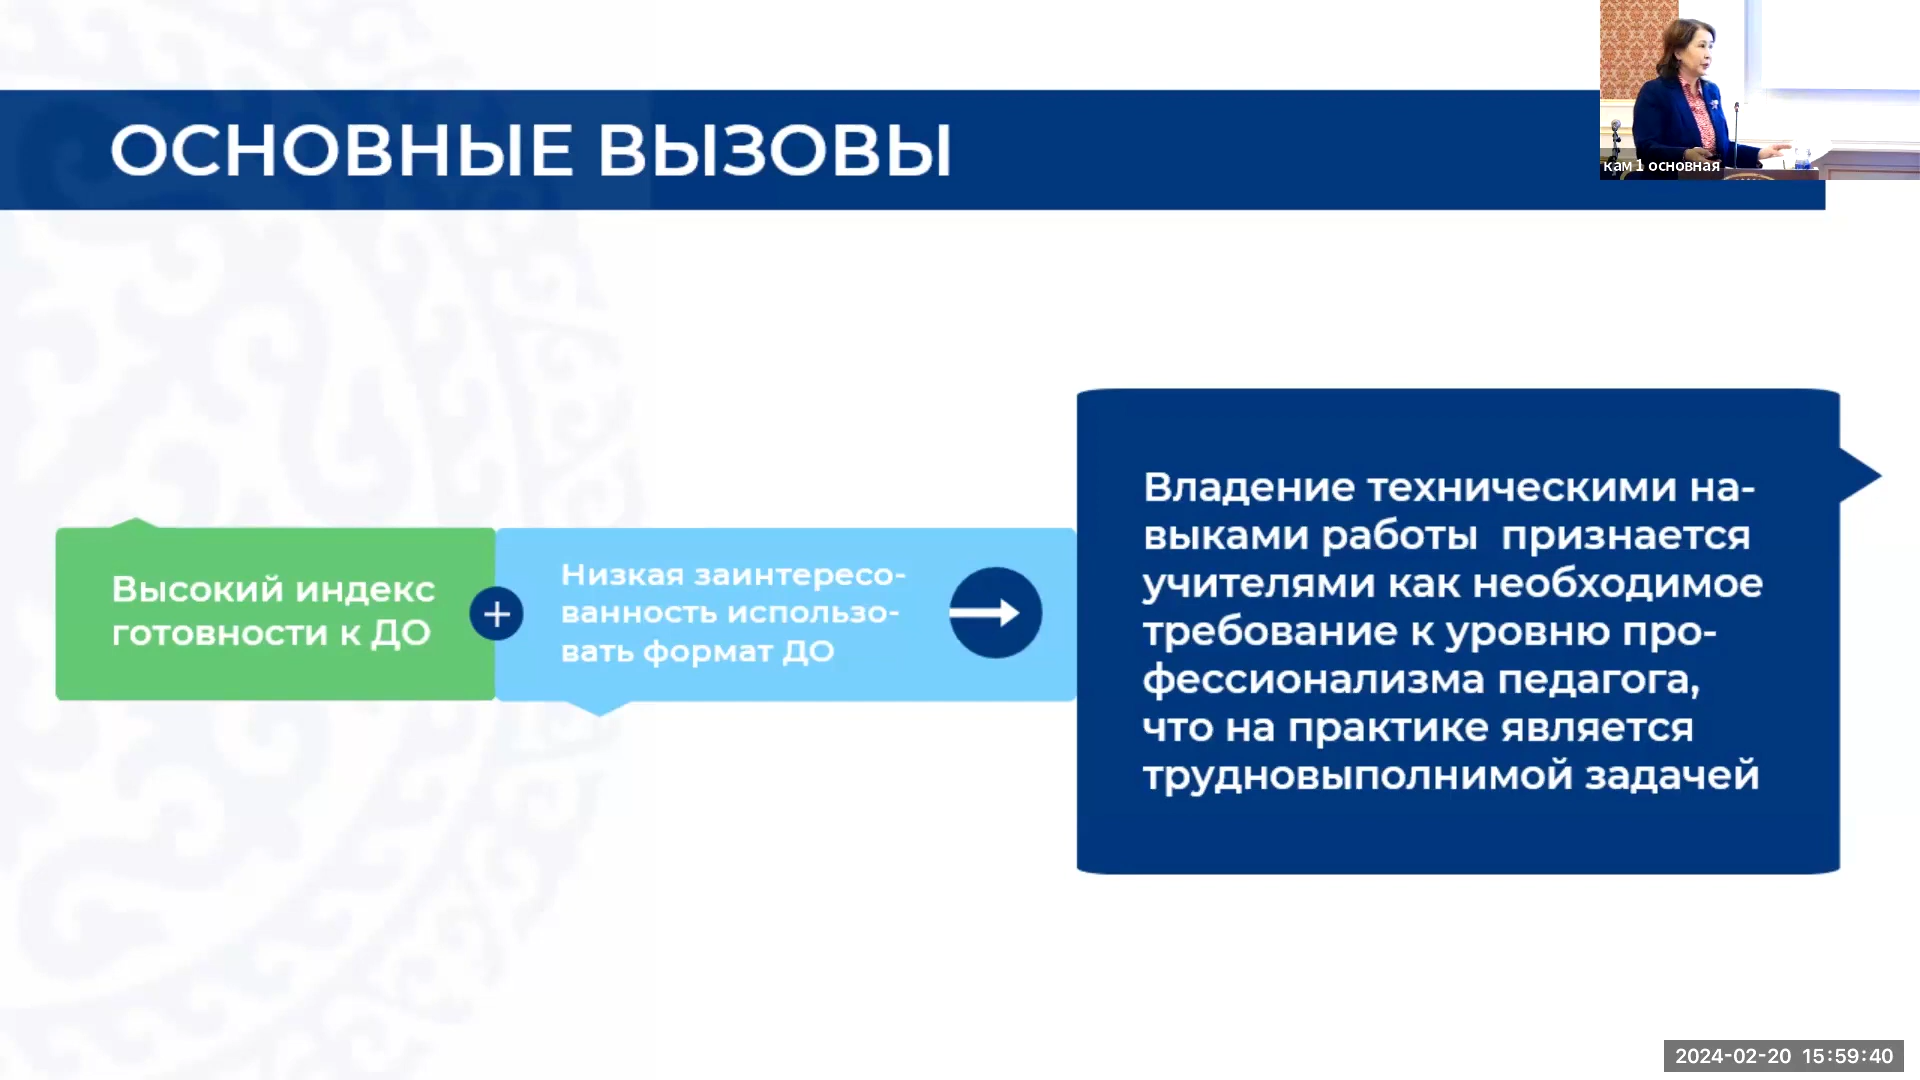 ОСНОВНЫЕ ВЫЗОВЫ
кам 1 основная
Высокий индекс
готовности к ДО
+
Низкая заинтересо-
ванность использо-
вать формат ДО
Владение техническими на-
выками работы признается
учителями как необходимое
требование к уровню про-
фессионализма педагога,
что на практике является
трудновыполнимой задачей
2024-02-20 15:59:40